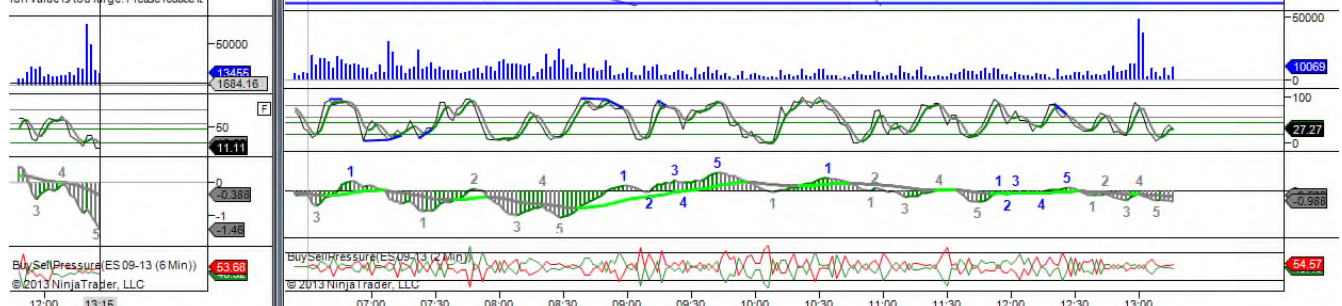 50000
13455
1684.16
F
50
11.11
4
3
5
0
-0.388
-1
-1.46
BuySellPressure(ES 09-13 (6 Min))
53.68
© 2013 NinjaTrader, LLC
12:00 13:15
50000
10069
0
100
27.27
0
1 2 4 1 3 5 1 2 4 1 3 5 2 4
3 1 3 5 2 4 1 1 3 5 2 4 1 3 5
-0.988
BuySellPressure(ES 09-13 (2 Min))
54.57
© 2013 NinjaTrader, LLC
07:00 07:30 08:00 08:30 09:00 09:30 10:00 10:30 11:00 11:30 12:00 12:30 13:00